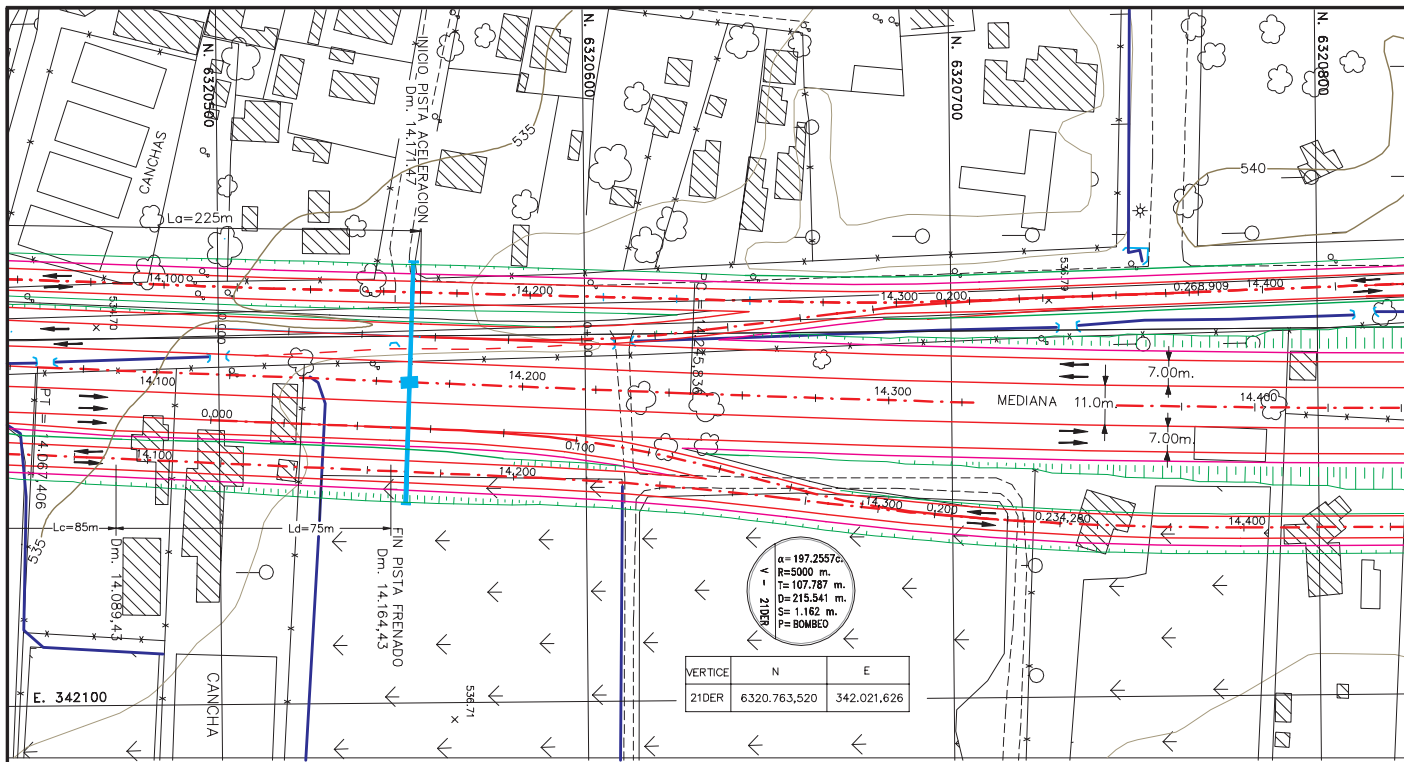 N. 6320500
N. 6320600
N. 6320700
N. 6320800
CANCHAS
INICIO PISTA ACELERACION
Dm. 14.171.47
535
540
La=225m
14.100
14.200
14.300
0.200
536.79
0.268,909
14.400
534.70
0.000
14.100
14.200
14.300
MEDIANA
7.00m.
11.0m.
7.00m.
14.400
PT = 14.067,406
0,000
14.100
0.100
14.200
14.300
0.200
0.234,280
14.400
535
Lc=85m
Dm. 14.089,43
Ld=75m
FIN PISTA FRENADO
Dm. 14.164,43
α=197.2557c.
R=5000 m.
T= 107.787 m.
D= 215.541 m.
S= 1.162 m.
P= BOMBEO
V - 21DER
VERTICE N E
21DER 6320.763,520 342.021,626
E. 342100
CANCHA
536.71